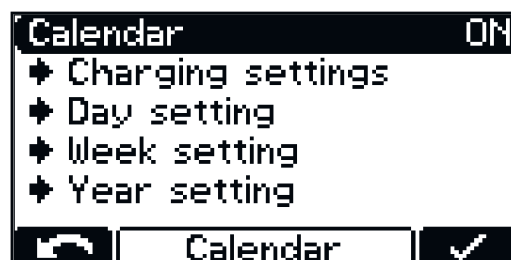 Calendar ON
Charging settings
Day setting
Week setting
Year setting
Calendar